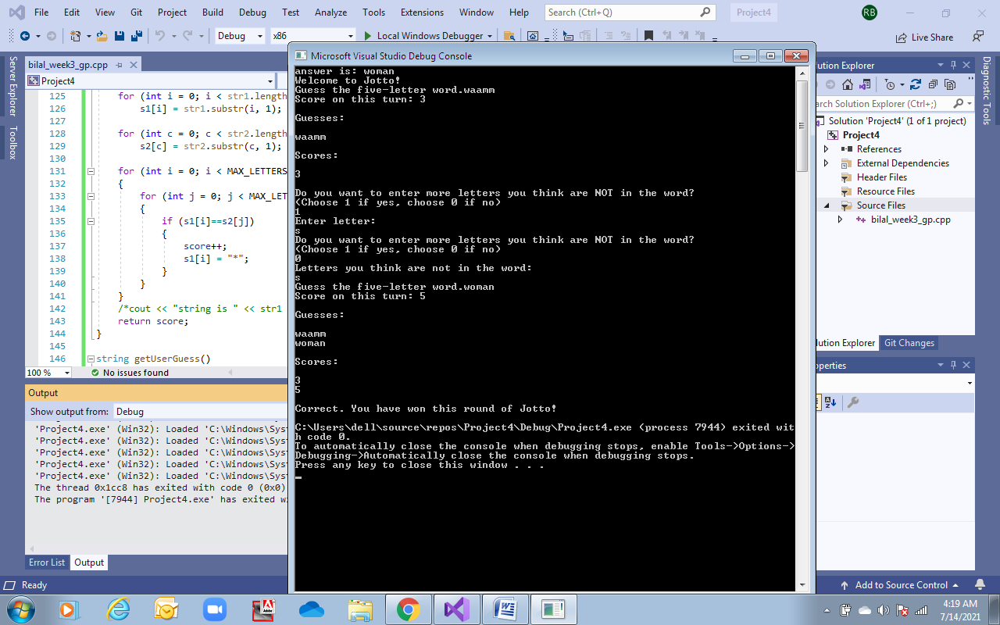 File Edit View Git Project Build Debug Test Analyze Tools Extensions Window Help Search (Ctrl+Q) Project4 RB
Debug x86 Local Windows Debugger Live Share
Server Explorer
Toolbox
bilal_week3_gp.cpp
Project4
125 for (int i = 0; i < str1.length
126 s1[i] = str1.substr(i, 1);
127
128 for (int c = 0; c < str2.length
129 s2[c] = str2.substr(c, 1);
130
131 for (int i = 0; i < MAX_LETTERS
132 {
133 for (int j = 0; j < MAX_LET
134 {
135 if (s1[i]==s2[j])
136 {
137 score++;
138 s1[i] = "*";
139 }
140 }
141 }
142 /*cout << "string is " << str1
143 return score;
144 }
145
146 string getUserGuess()
100 % No issues found
Output
Show output from: Debug
'Project4.exe' (Win32): Loaded 'C:\Windows\Sys
'Project4.exe' (Win32): Loaded 'C:\Windows\Sys
'Project4.exe' (Win32): Loaded 'C:\Windows\Sys
'Project4.exe' (Win32): Loaded 'C:\Windows\Sys
'Project4.exe' (Win32): Loaded 'C:\Windows\Sys
The thread 0x1cc8 has exited with code 0 (0x0)
The program '[7944] Project4.exe' has exited wi
Error List Output
Microsoft Visual Studio Debug Console
answer is: woman
Welcome to Jotto!
Guess the five-letter word.waamm
Score on this turn: 3
Guesses:
waamm
Scores:
3
Do you want to enter more letters you think are NOT in the word?
(Choose 1 if yes, choose 0 if no)
1
Enter letter:
s
Do you want to enter more letters you think are NOT in the word?
(Choose 1 if yes, choose 0 if no)
0
Letters you think are not in the word:
s
Guess the five-letter word.woman
Score on this turn: 5
Guesses:
waamm
woman
Scores:
3
5
Correct. You have won this round of Jotto!
C:\Users\dell\source\repos\Project4\Debug\Project4.exe (process 7944) exited wit
h code 0.
To automatically close the console when debugging stops, enable Tools->Options->
Debugging->Automatically close the console when debugging stops.
Press any key to close this window . . .
lution Explorer
earch Solution Explorer (Ctrl+;)
Solution 'Project4' (1 of 1 project)
Project4
References
External Dependencies
Header Files
Resource Files
Source Files
bilal_week3_gp.cpp
lution Explorer Git Changes
operties
Diagnostic Tools
Ready Add to Source Control
4:19 AM
7/14/2021